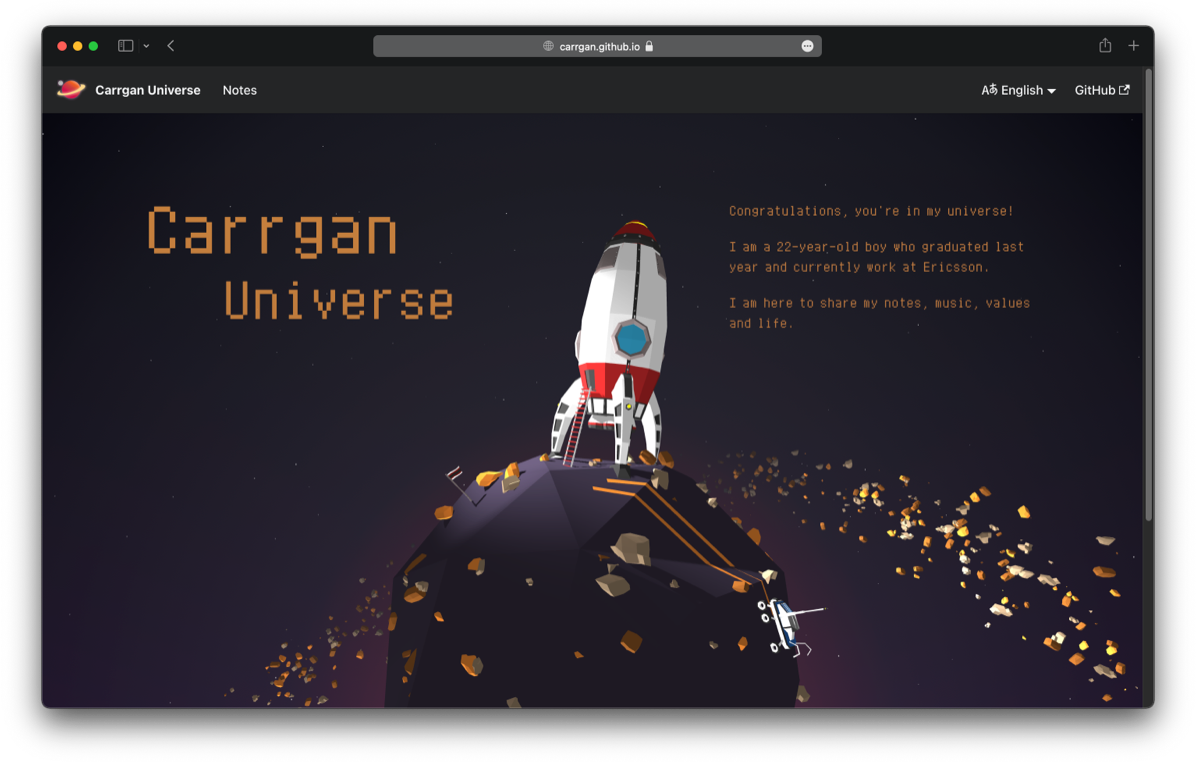 carrgan.github.io
Carrgan Universe
Notes
Aあ English
GitHub
Carrgan
Universe
Congratulations, you're in my universe!
I am a 22-year-old boy who graduated last
year and currently work at Ericsson.
I am here to share my notes, music, values
and life.